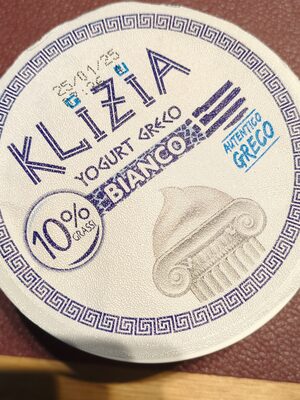 25/01/25
KLIZIA
YOGURT GRECO
BIANCO
AUTENTICO
GRECO
10%
GRASSI